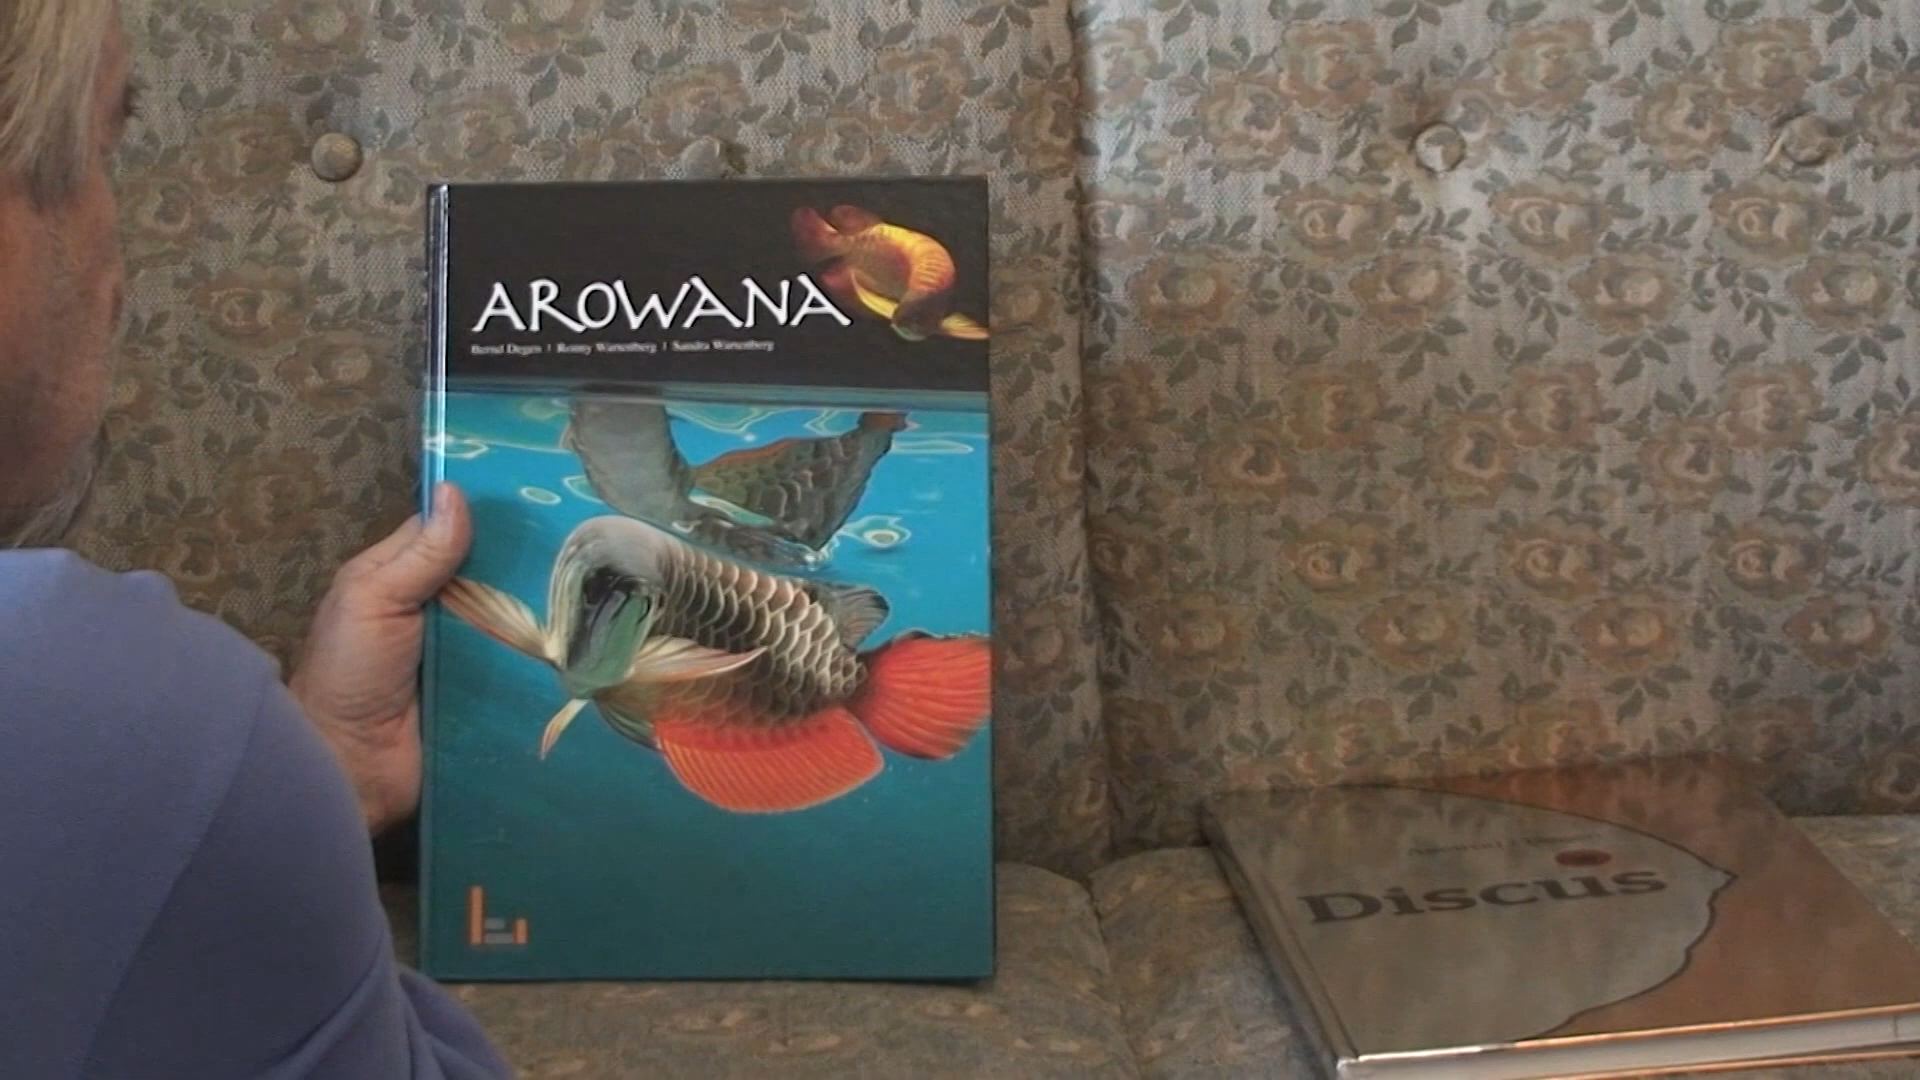 AROWANA
Bernd Degen | Ronny Wartenberg | Sandra Wartenberg
Discus